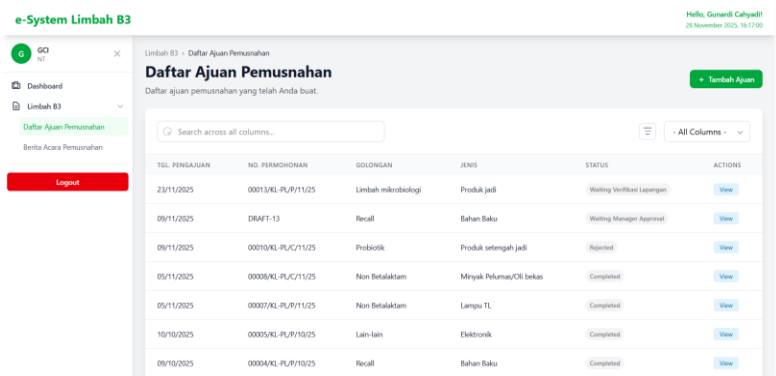 e-System Limbah B3
Hello, Gunardi Cahyadi!
28 November 2025, 16:17:00
G
GCI
NT
Dashboard
Limbah B3
Daftar Ajuan Pemusnahan
Berita Acara Pemusnahan
Logout
Limbah B3 › Daftar Ajuan Pemusnahan
Daftar Ajuan Pemusnahan
Daftar ajuan pemusnahan yang telah Anda buat.
+ Tambah Ajuan
Search across all columns...
- All Columns -
TGL. PENGAJUAN NO. PERMOHONAN GOLONGAN JENIS STATUS ACTIONS
23/11/2025 00013/KL-PL/P/11/25 Limbah mikrobiologi Produk jadi Waiting Verifikasi Lapangan View
09/11/2025 DRAFT-13 Recall Bahan Baku Waiting Manager Approval View
09/11/2025 00010/KL-PL/C/11/25 Probiotik Produk setengah jadi Rejected View
05/11/2025 00008/KL-PL/C/11/25 Non Betalaktam Minyak Pelumas/Oli bekas Completed View
05/11/2025 00007/KL-PL/P/11/25 Non Betalaktam Lampu TL Completed View
10/10/2025 00005/KL-PL/P/10/25 Lain-lain Elektronik Completed View
09/10/2025 00004/KL-PL/P/10/25 Recall Bahan Baku Completed View